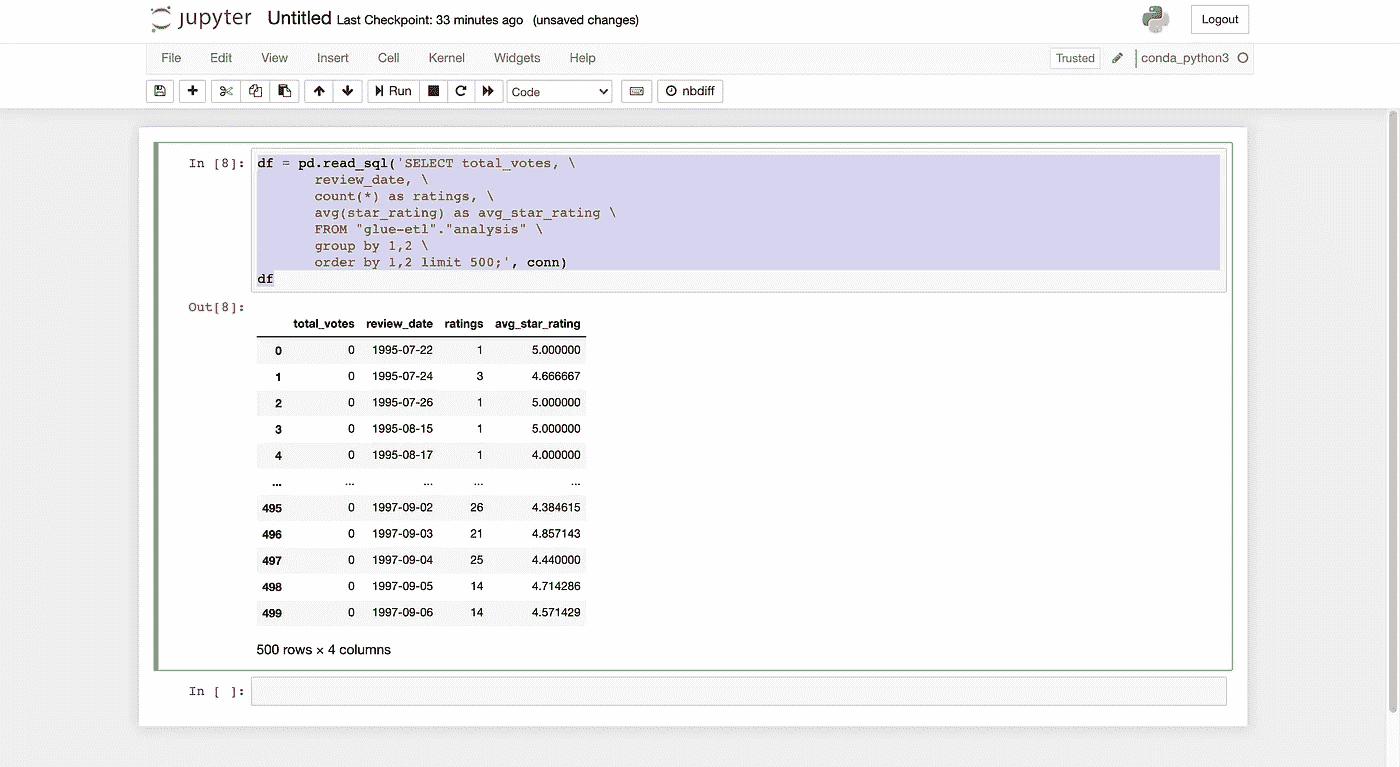 jupyter Untitled Last Checkpoint: 33 minutes ago (unsaved changes) Logout
File Edit View Insert Cell Kernel Widgets Help Trusted conda_python3
Run Code nbdiff
In [8]: df = pd.read_sql('SELECT total_votes, \
review_date, \
count(*) as ratings, \
avg(star_rating) as avg_star_rating \
FROM "glue-etl"."analysis" \
group by 1,2 \
order by 1,2 limit 500;', conn)
df
Out[8]:
total_votes review_date ratings avg_star_rating
0 0 1995-07-22 1 5.000000
1 0 1995-07-24 3 4.666667
2 0 1995-07-26 1 5.000000
3 0 1995-08-15 1 5.000000
4 0 1995-08-17 1 4.000000
... ... ... ... ...
495 0 1997-09-02 26 4.384615
496 0 1997-09-03 21 4.857143
497 0 1997-09-04 25 4.440000
498 0 1997-09-05 14 4.714286
499 0 1997-09-06 14 4.571429
500 rows × 4 columns
In [ ]: